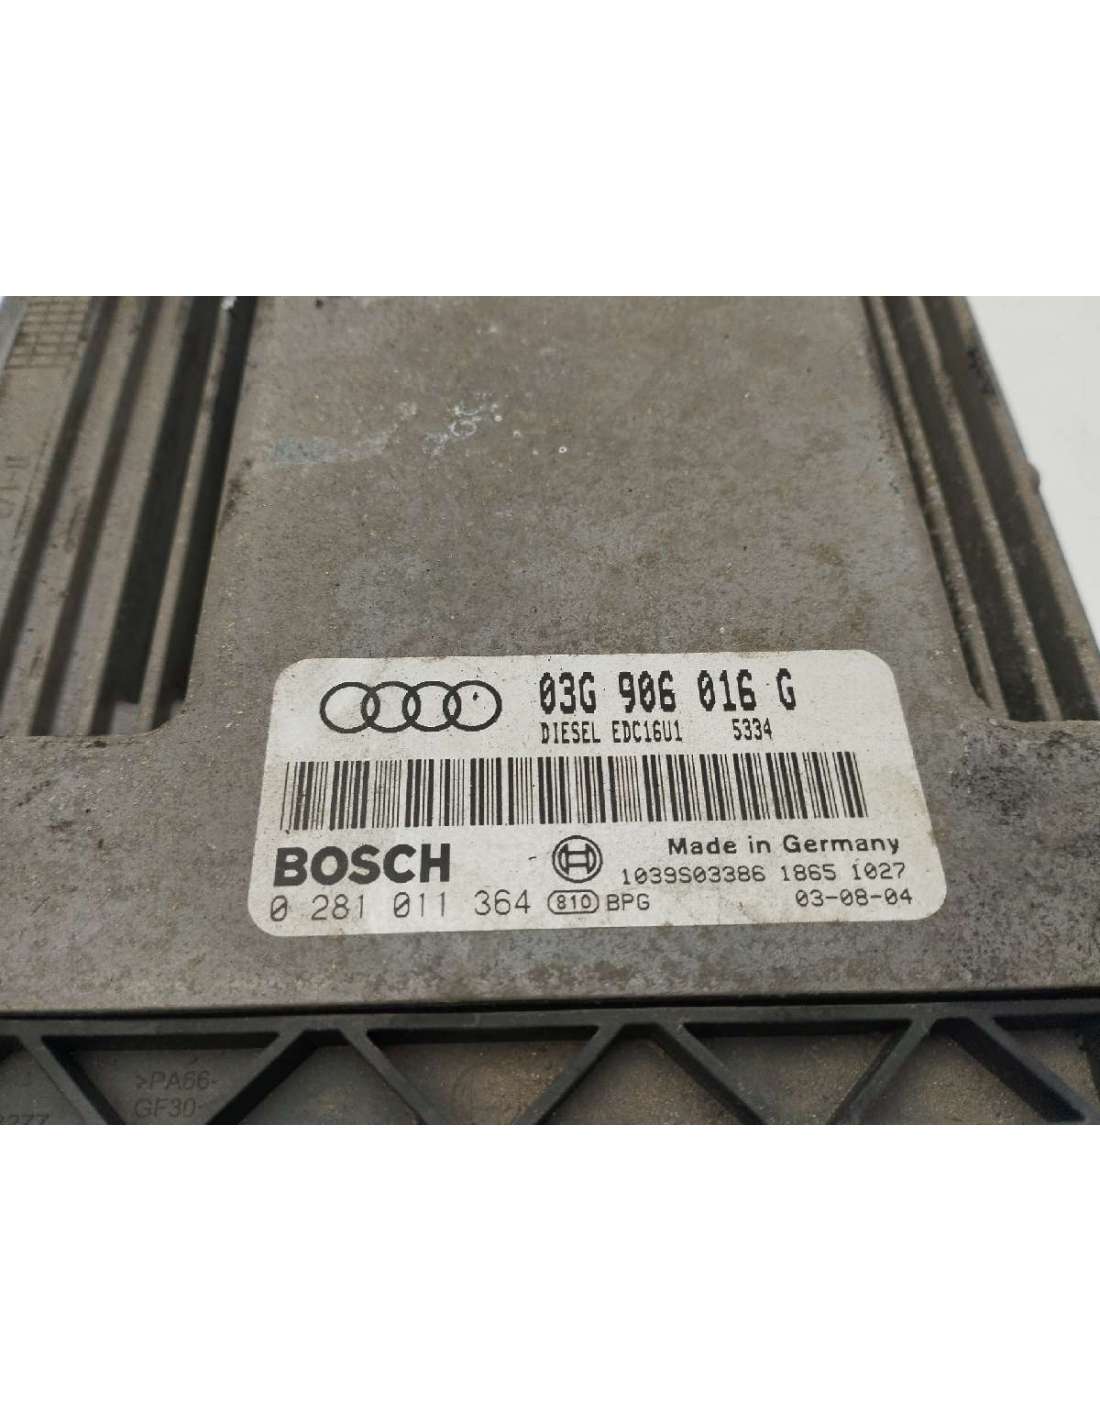 03G 906 016 G
DIESEL EDC16U1 5334
BOSCH
Made in Germany
1039S03386 1865 1027
0 281 011 364 810 BPG 03-08-04
>PA66-
GF30-